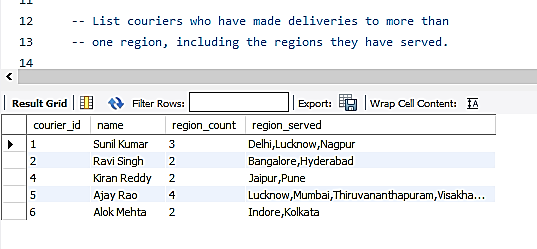 12 -- List couriers who have made deliveries to more than
13 -- one region, including the regions they have served.
14
Result Grid Filter Rows: Export: Wrap Cell Content: IA
courier_id name region_count region_served
1 Sunil Kumar 3 Delhi,Lucknow,Nagpur
2 Ravi Singh 2 Bangalore,Hyderabad
4 Kiran Reddy 2 Jaipur,Pune
5 Ajay Rao 4 Lucknow,Mumbai,Thiruvananthapuram,Visakha...
6 Alok Mehta 2 Indore,Kolkata